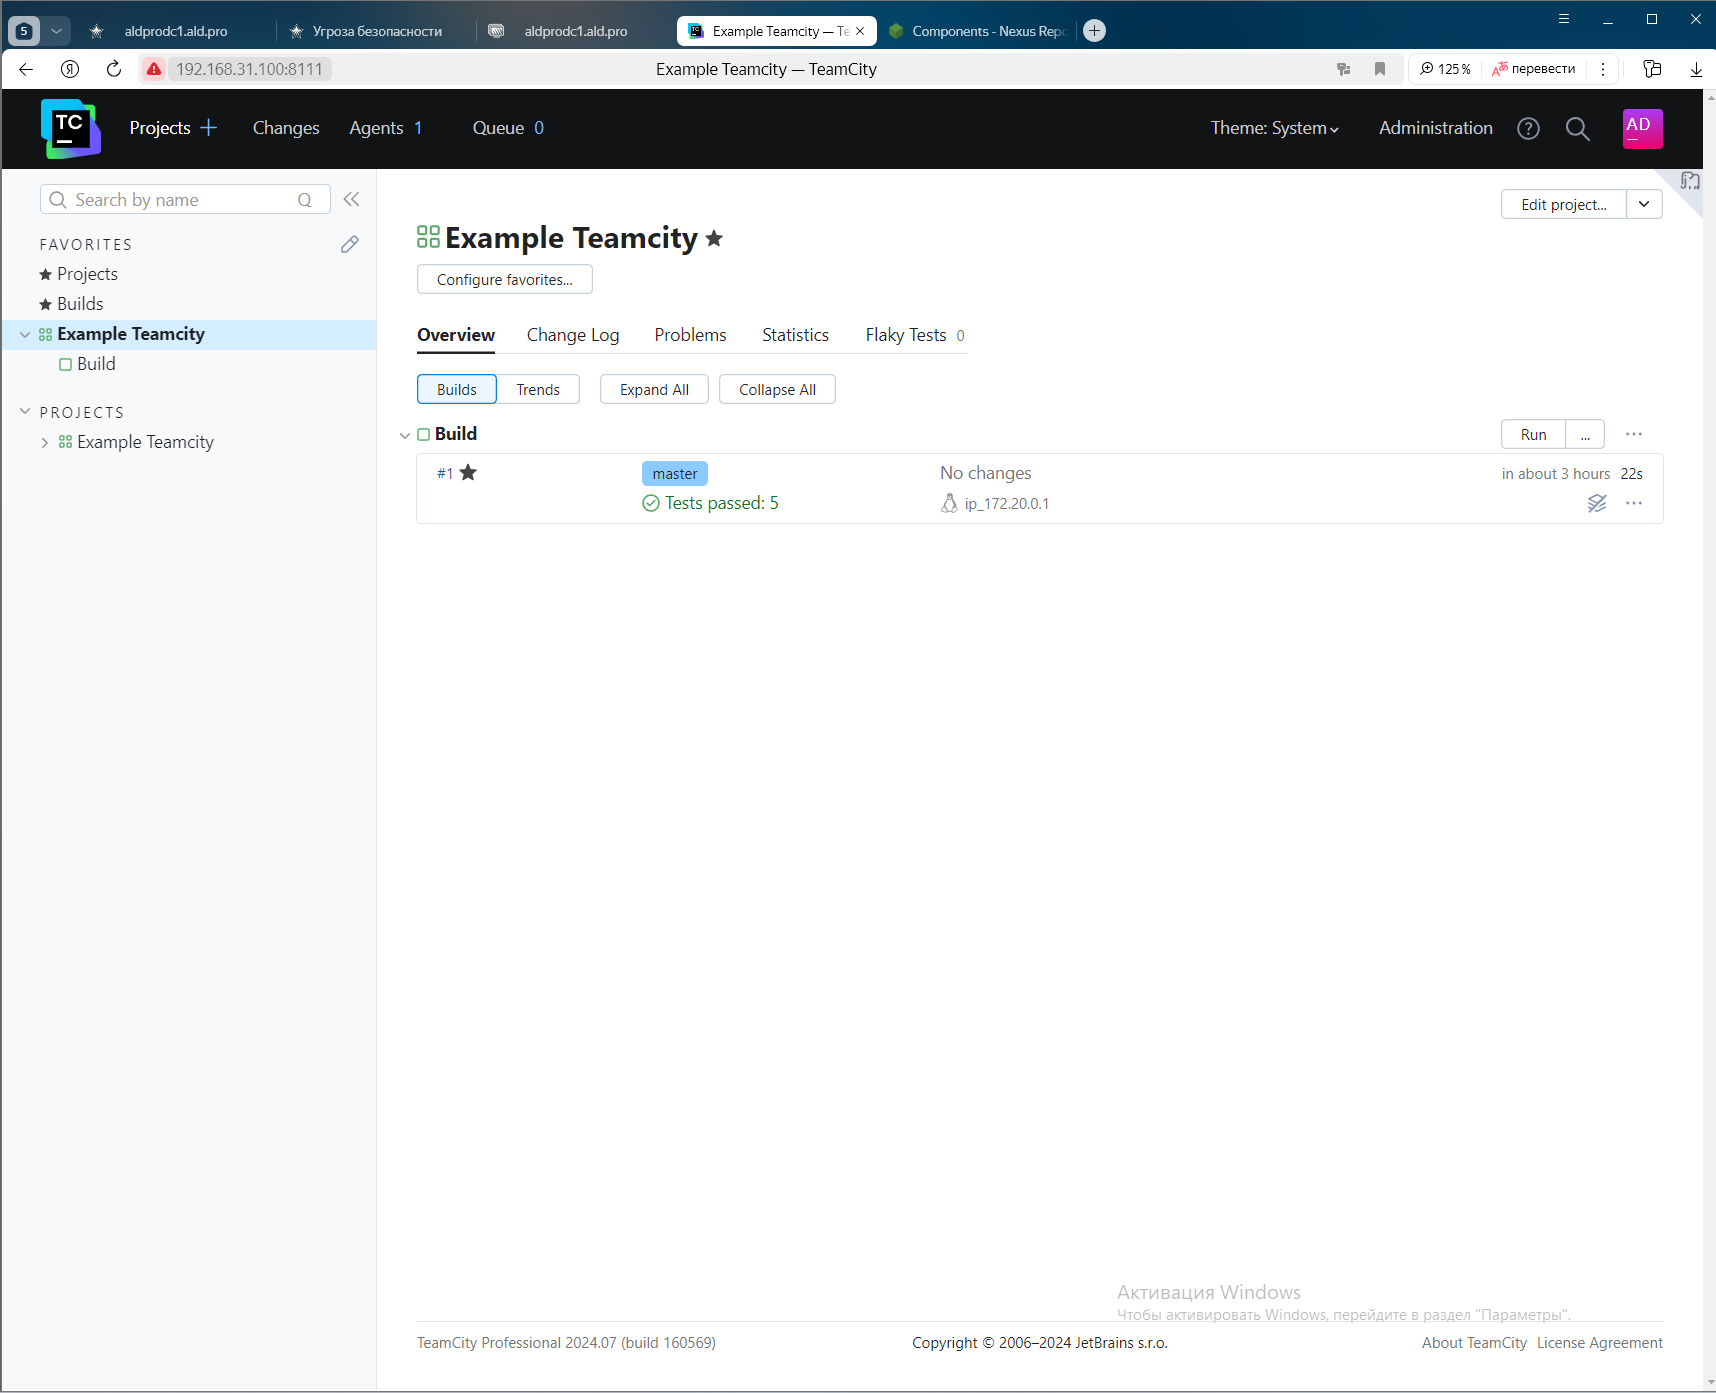 5
aldprodc1.ald.pro
Угроза безопасности
aldprodc1.ald.pro
Example Teamcity — Te
Components - Nexus Repo
Я
192.168.31.100:8111
Example Teamcity — TeamCity
125 %
перевести
TC
Projects
Changes
Agents 1
Queue 0
Theme: System
Administration
?
AD
Search by name
Q
FAVORITES
Projects
Builds
Example Teamcity
Build
PROJECTS
Example Teamcity
Edit project...
Example Teamcity
Configure favorites...
Overview
Change Log
Problems
Statistics
Flaky Tests 0
Builds
Trends
Expand All
Collapse All
Build
Run
...
#1
master
No changes
in about 3 hours
22s
Tests passed: 5
ip_172.20.0.1
Активация Windows
Чтобы активировать Windows, перейдите в раздел "Параметры".
TeamCity Professional 2024.07 (build 160569)
Copyright © 2006–2024 JetBrains s.r.o.
About TeamCity
License Agreement